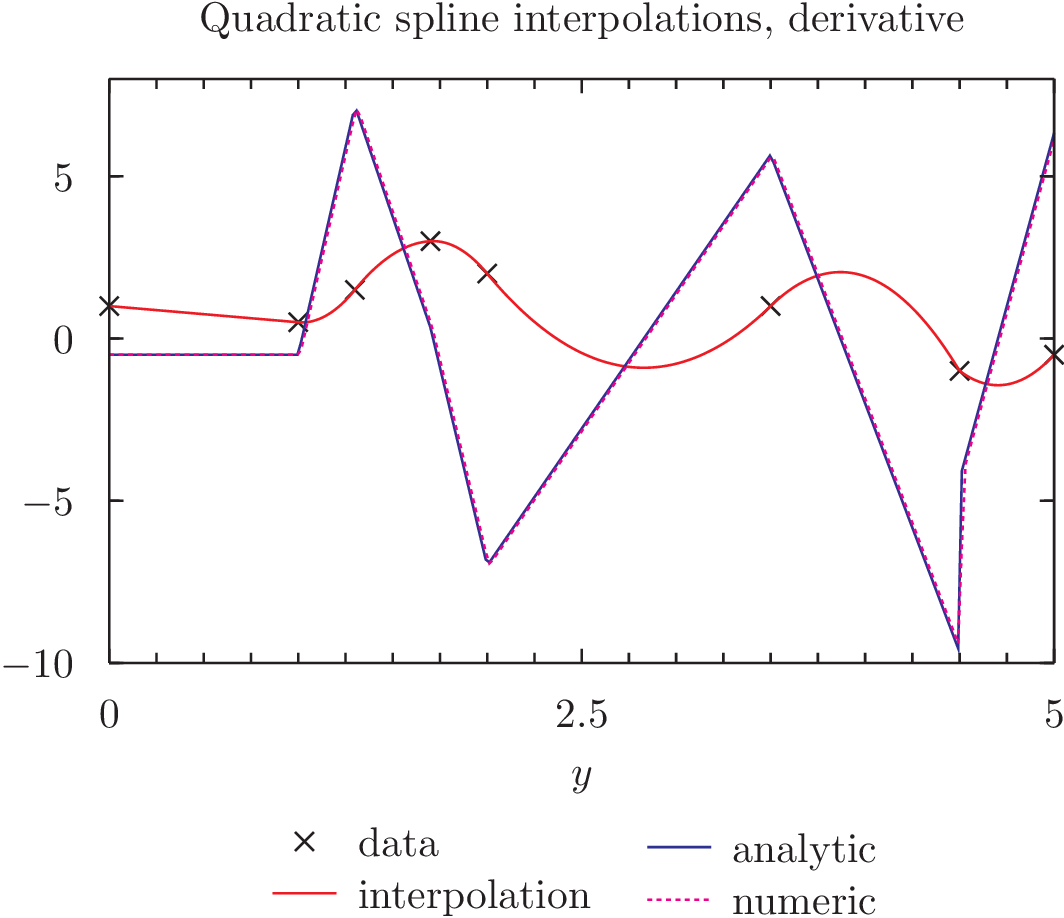 Quadratic spline interpolations, derivative
5
0
−5
−10
0 2.5 5
y
data
interpolation
analytic
numeric